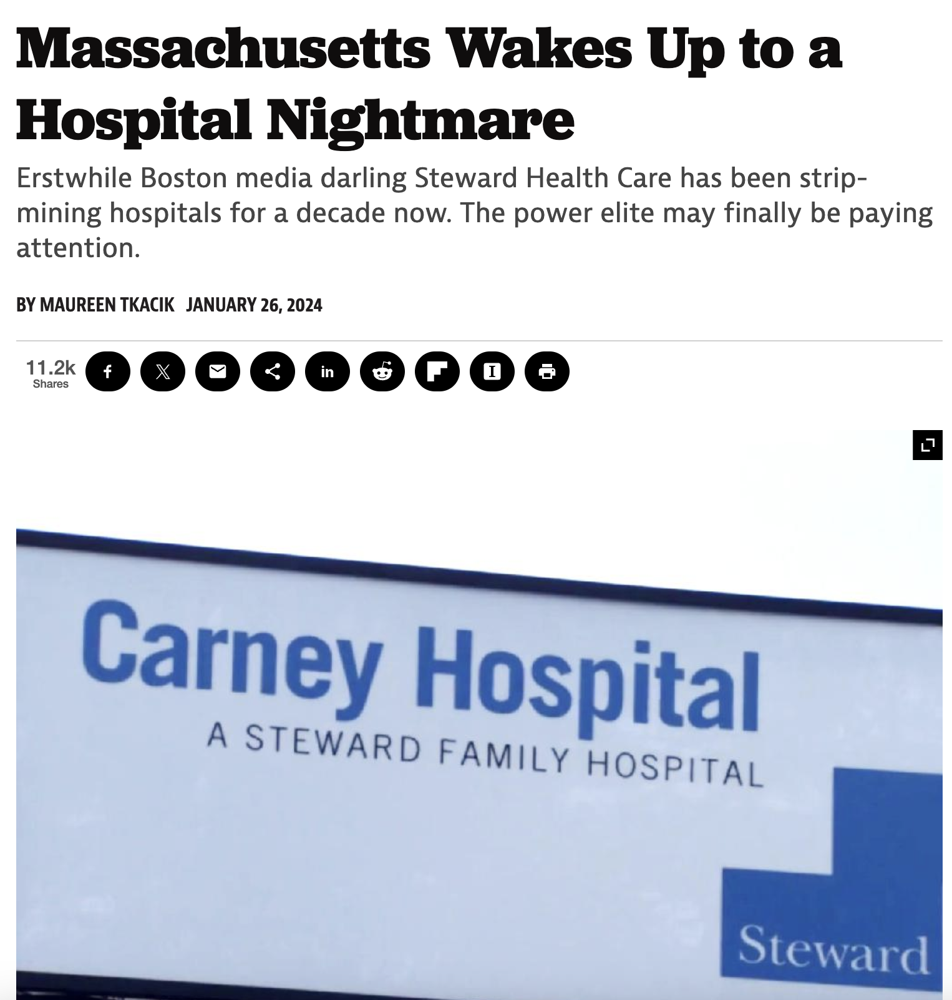 Massachusetts Wakes Up to a
Hospital Nightmare
Erstwhile Boston media darling Steward Health Care has been strip-
mining hospitals for a decade now. The power elite may finally be paying
attention.
BY MAUREEN TKACIK JANUARY 26, 2024
11.2k
Shares
Carney Hospital
A STEWARD FAMILY HOSPITAL
Steward